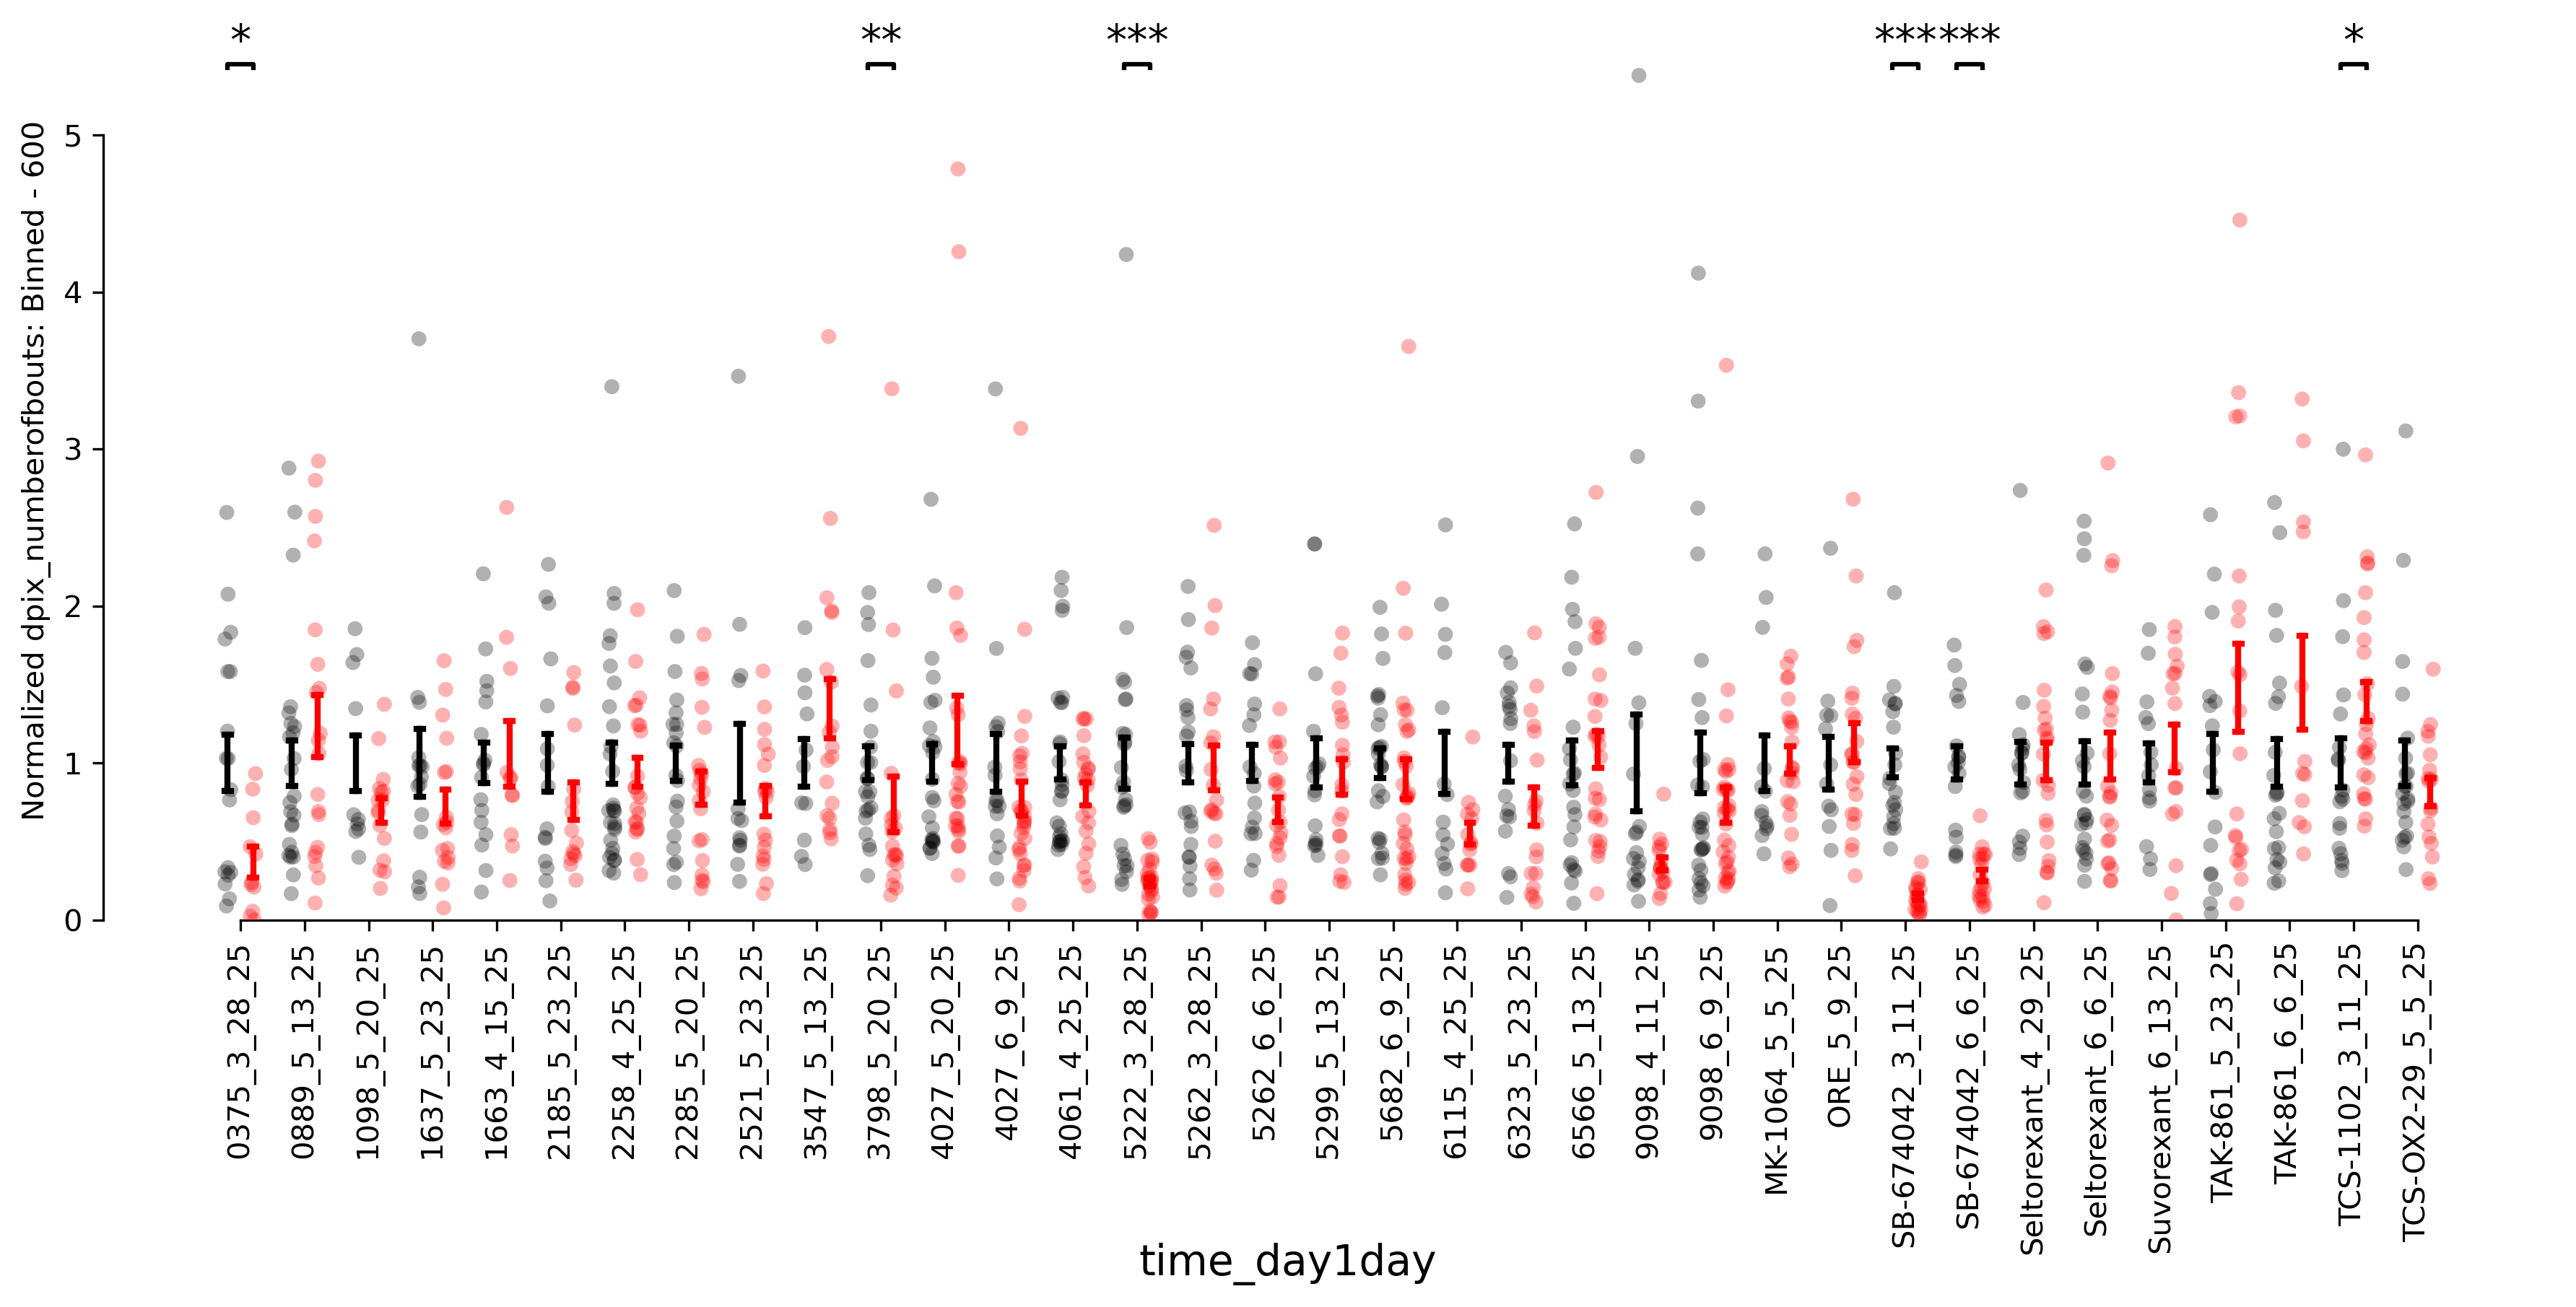 * ** *** *** *** *
Normalized dpix_numberofbouts: Binned - 600
5
4
3
2
1
0
0375_3_28_25
0889_5_13_25
1098_5_20_25
1637_5_23_25
1663_4_15_25
2185_5_23_25
2258_4_25_25
2285_5_20_25
2521_5_23_25
3547_5_13_25
3798_5_20_25
4027_5_20_25
4027_6_9_25
4061_4_25_25
5222_3_28_25
5262_3_28_25
5262_6_6_25
5299_5_13_25
5682_6_9_25
6115_4_25_25
6323_5_23_25
6566_5_13_25
9098_4_11_25
9098_6_9_25
MK-1064_5_5_25
ORE_5_9_25
SB-674042_3_11_25
SB-674042_6_6_25
Seltorexant_4_29_25
Seltorexant_6_6_25
Suvorexant_6_13_25
TAK-861_5_23_25
TAK-861_6_6_25
TCS-1102_3_11_25
TCS-OX2-29_5_5_25
time_day1day